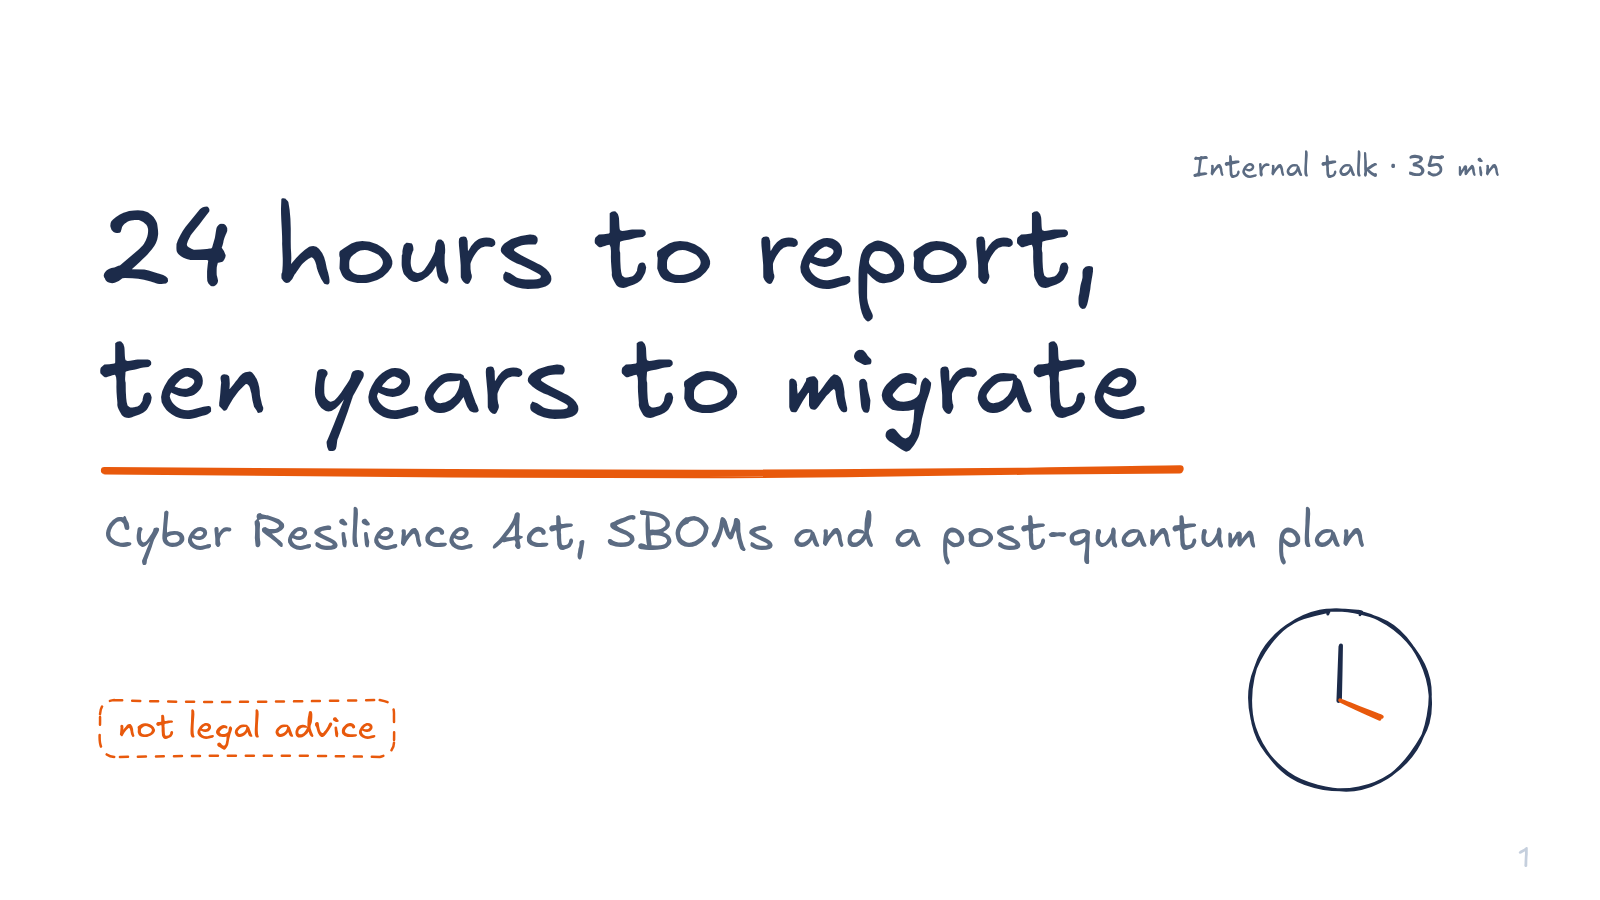 Internal talk · 35 min
24 hours to report,
ten years to migrate
Cyber Resilience Act, SBOMs and a post-quantum plan
not legal advice
1